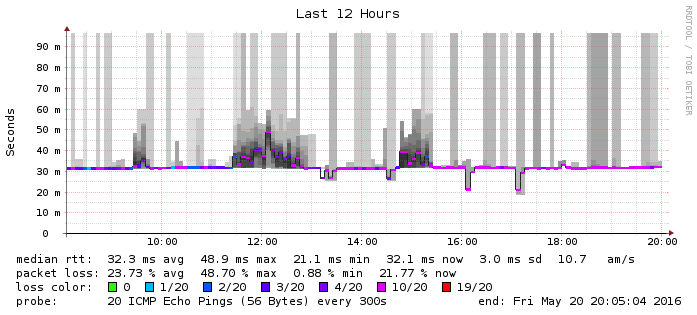 Last 12 Hours
RRDTOOL / TOBI OETIKER
Seconds
90 m
80 m
70 m
60 m
50 m
40 m
30 m
20 m
10 m
0
10:00 12:00 14:00 16:00 18:00 20:00
median rtt: 32.3 ms avg 48.9 ms max 21.1 ms min 32.1 ms now 3.0 ms sd 10.7 am/s
packet loss: 23.73 % avg 48.70 % max 0.88 % min 21.77 % now
loss color: 0 1/20 2/20 3/20 4/20 10/20 19/20
probe: 20 ICMP Echo Pings (56 Bytes) every 300s end: Fri May 20 20:05:04 2016